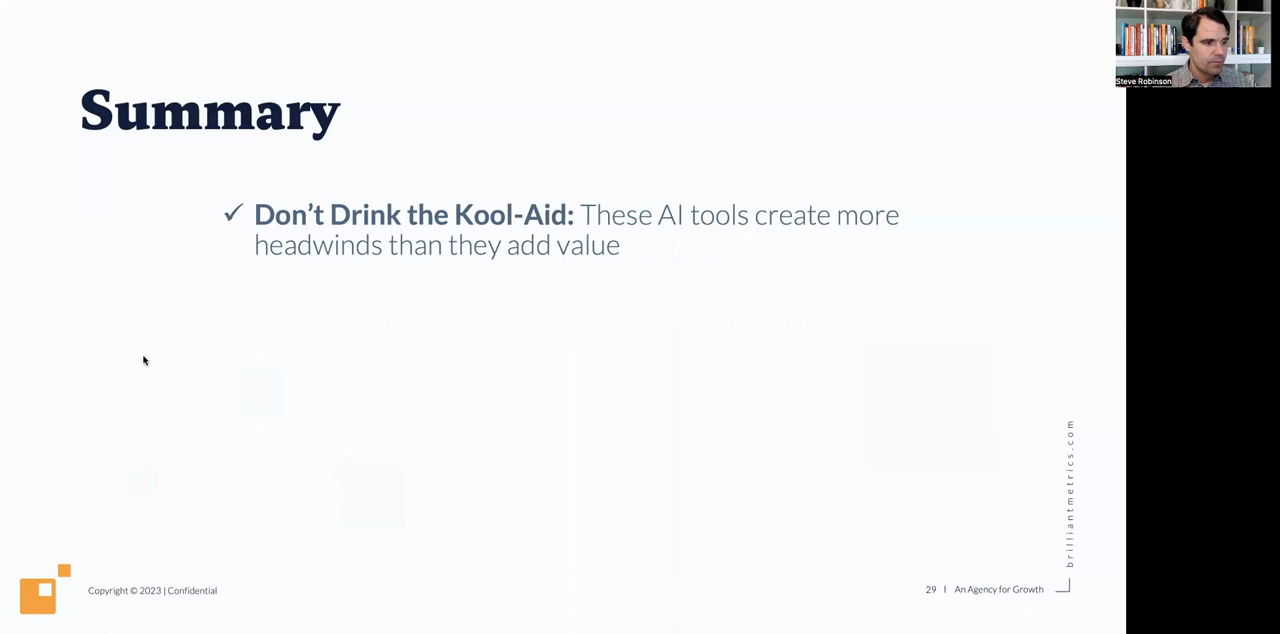 Steve Robinson
Summary
✓ Don’t Drink the Kool-Aid: These AI tools create more
headwinds than they add value
brilliantmetrics.com
Copyright © 2023 | Confidential
29 | An Agency for Growth